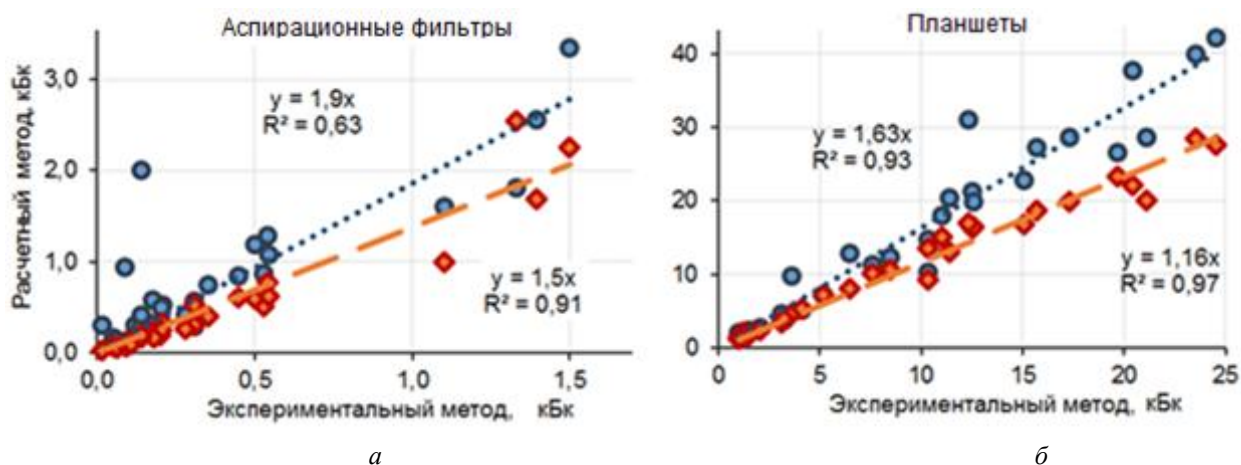 Аспирационные фильтры
Расчетный метод, кБк
3,0
2,0
1,0
0,0
y = 1,9x
R² = 0,63
y = 1,5x
R² = 0,91
0,0 0,5 1,0 1,5
Экспериментальный метод, кБк
а
Планшеты
40
30
20
10
0
y = 1,63x
R² = 0,93
y = 1,16x
R² = 0,97
0 5 10 15 20 25
Экспериментальный метод, кБк
б